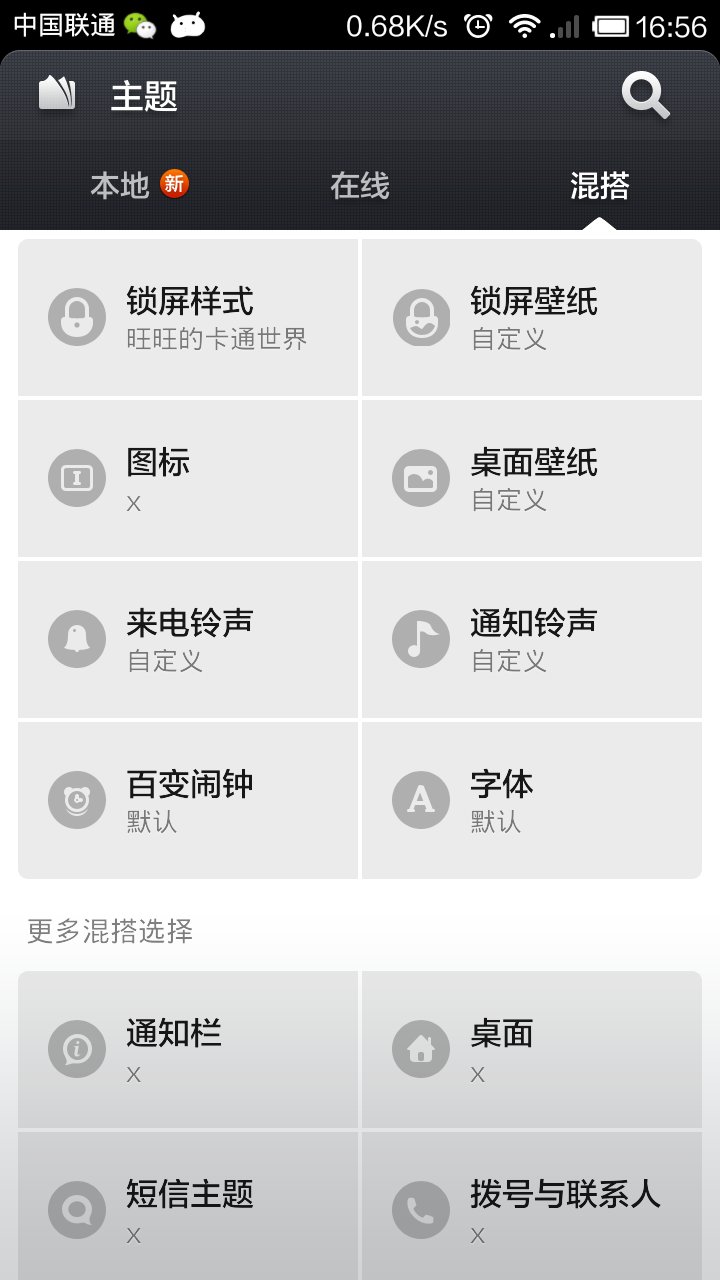 中国联通 0.68K/s 16:56
主题
本地 新 在线 混搭
锁屏样式 锁屏壁纸
旺旺的卡通世界 自定义
图标 桌面壁纸
X 自定义
来电铃声 通知铃声
自定义 自定义
百变闹钟 字体
默认 默认
更多混搭选择
通知栏 桌面
X X
短信主题 拨号与联系人
X X